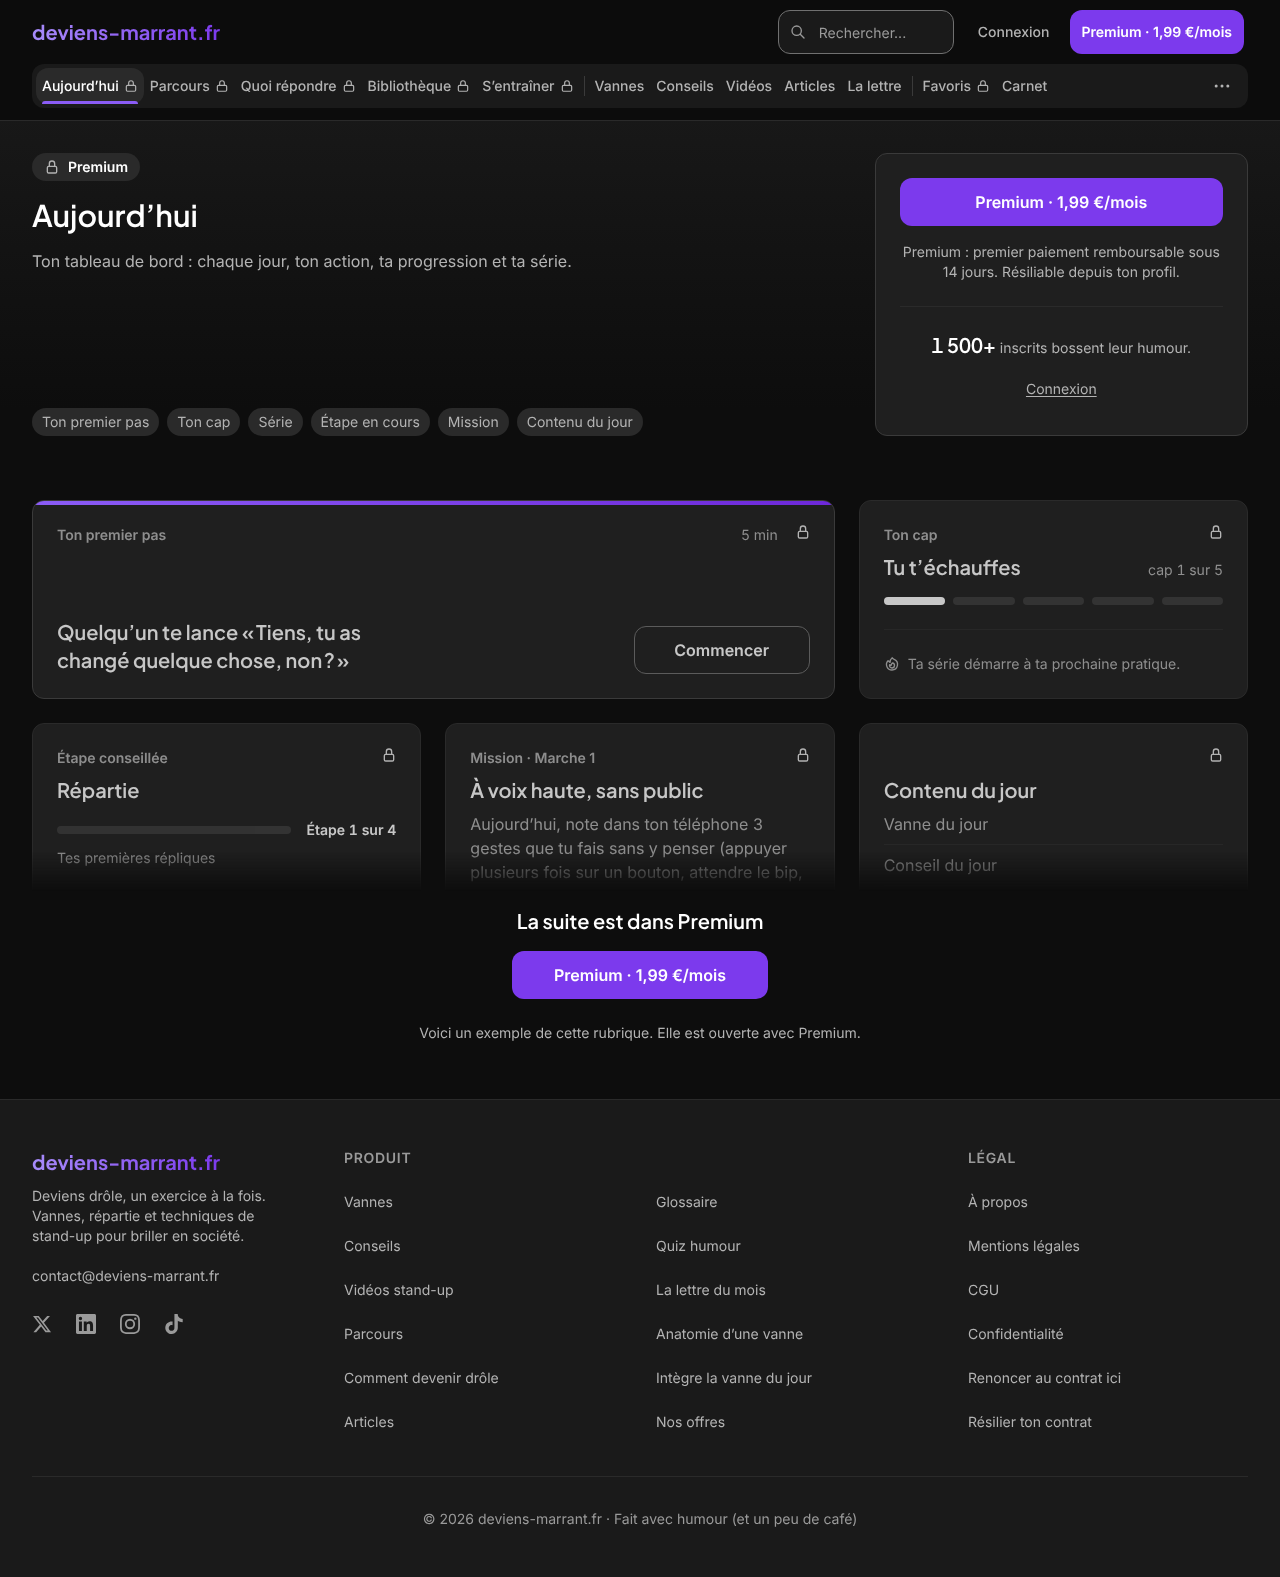 deviens-marrant.fr
Rechercher...
Connexion
Premium · 1,99 €/mois
Aujourd’hui
Parcours
Quoi répondre
Bibliothèque
S’entraîner
Vannes
Conseils
Vidéos
Articles
La lettre
Favoris
Carnet
Premium
Aujourd’hui
Ton tableau de bord : chaque jour, ton action, ta progression et ta série.
Ton premier pas
Ton cap
Série
Étape en cours
Mission
Contenu du jour
Premium · 1,99 €/mois
Premium : premier paiement remboursable sous
14 jours. Résiliable depuis ton profil.
1 500+ inscrits bossent leur humour.
Connexion
Ton premier pas
5 min
Quelqu’un te lance « Tiens, tu as
changé quelque chose, non ? »
Commencer
Ton cap
Tu t’échauffes
cap 1 sur 5
Ta série démarre à ta prochaine pratique.
Étape conseillée
Répartie
Étape 1 sur 4
Tes premières répliques
Mission · Marche 1
À voix haute, sans public
Aujourd’hui, note dans ton téléphone 3
gestes que tu fais sans y penser (appuyer
plusieurs fois sur un bouton, attendre le bip,
Contenu du jour
Vanne du jour
Conseil du jour
La suite est dans Premium
Premium · 1,99 €/mois
Voici un exemple de cette rubrique. Elle est ouverte avec Premium.
deviens-marrant.fr
Deviens drôle, un exercice à la fois.
Vannes, répartie et techniques de
stand-up pour briller en société.
contact@deviens-marrant.fr
PRODUIT
Vannes
Conseils
Vidéos stand-up
Parcours
Comment devenir drôle
Articles
Glossaire
Quiz humour
La lettre du mois
Anatomie d’une vanne
Intègre la vanne du jour
Nos offres
LÉGAL
À propos
Mentions légales
CGU
Confidentialité
Renoncer au contrat ici
Résilier ton contrat
© 2026 deviens-marrant.fr · Fait avec humour (et un peu de café)